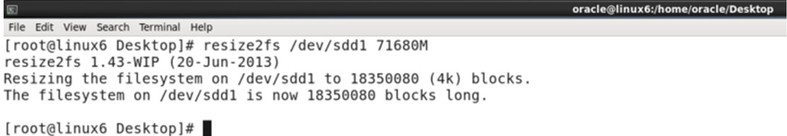 oracle@linux6:/home/oracle/Desktop
File Edit View Search Terminal Help
[root@linux6 Desktop]# resize2fs /dev/sdd1 71680M
resize2fs 1.43-WIP (20-Jun-2013)
Resizing the filesystem on /dev/sdd1 to 18350080 (4k) blocks.
The filesystem on /dev/sdd1 is now 18350080 blocks long.
[root@linux6 Desktop]#